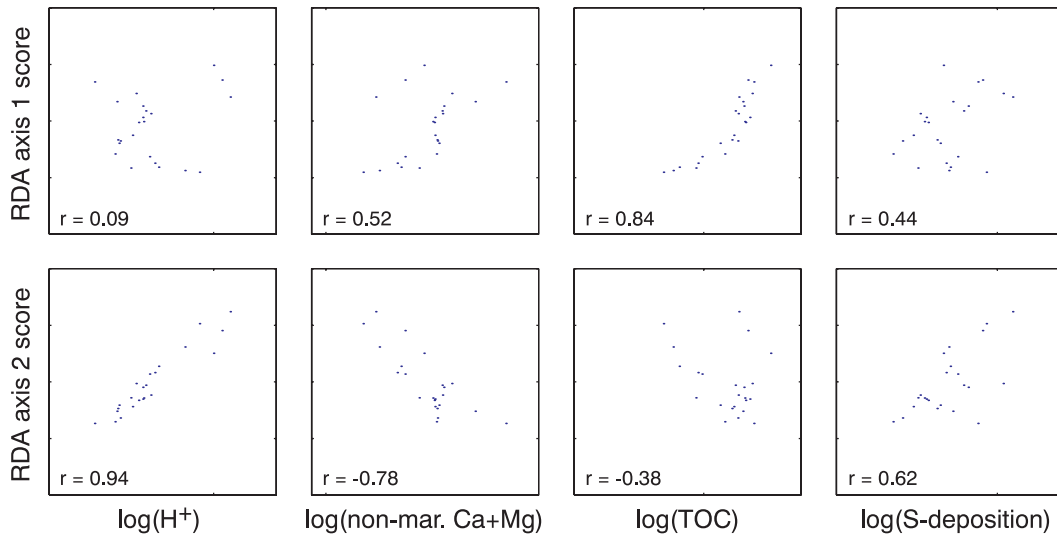 RDA axis 1 score
r = 0.09
r = 0.52
r = 0.84
r = 0.44
RDA axis 2 score
r = 0.94
r = -0.78
r = -0.38
r = 0.62
log(H⁺)
log(non-mar. Ca+Mg)
log(TOC)
log(S-deposition)